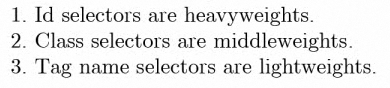 1. Id selectors are heavyweights.
2. Class selectors are middleweights.
3. Tag name selectors are lightweights.